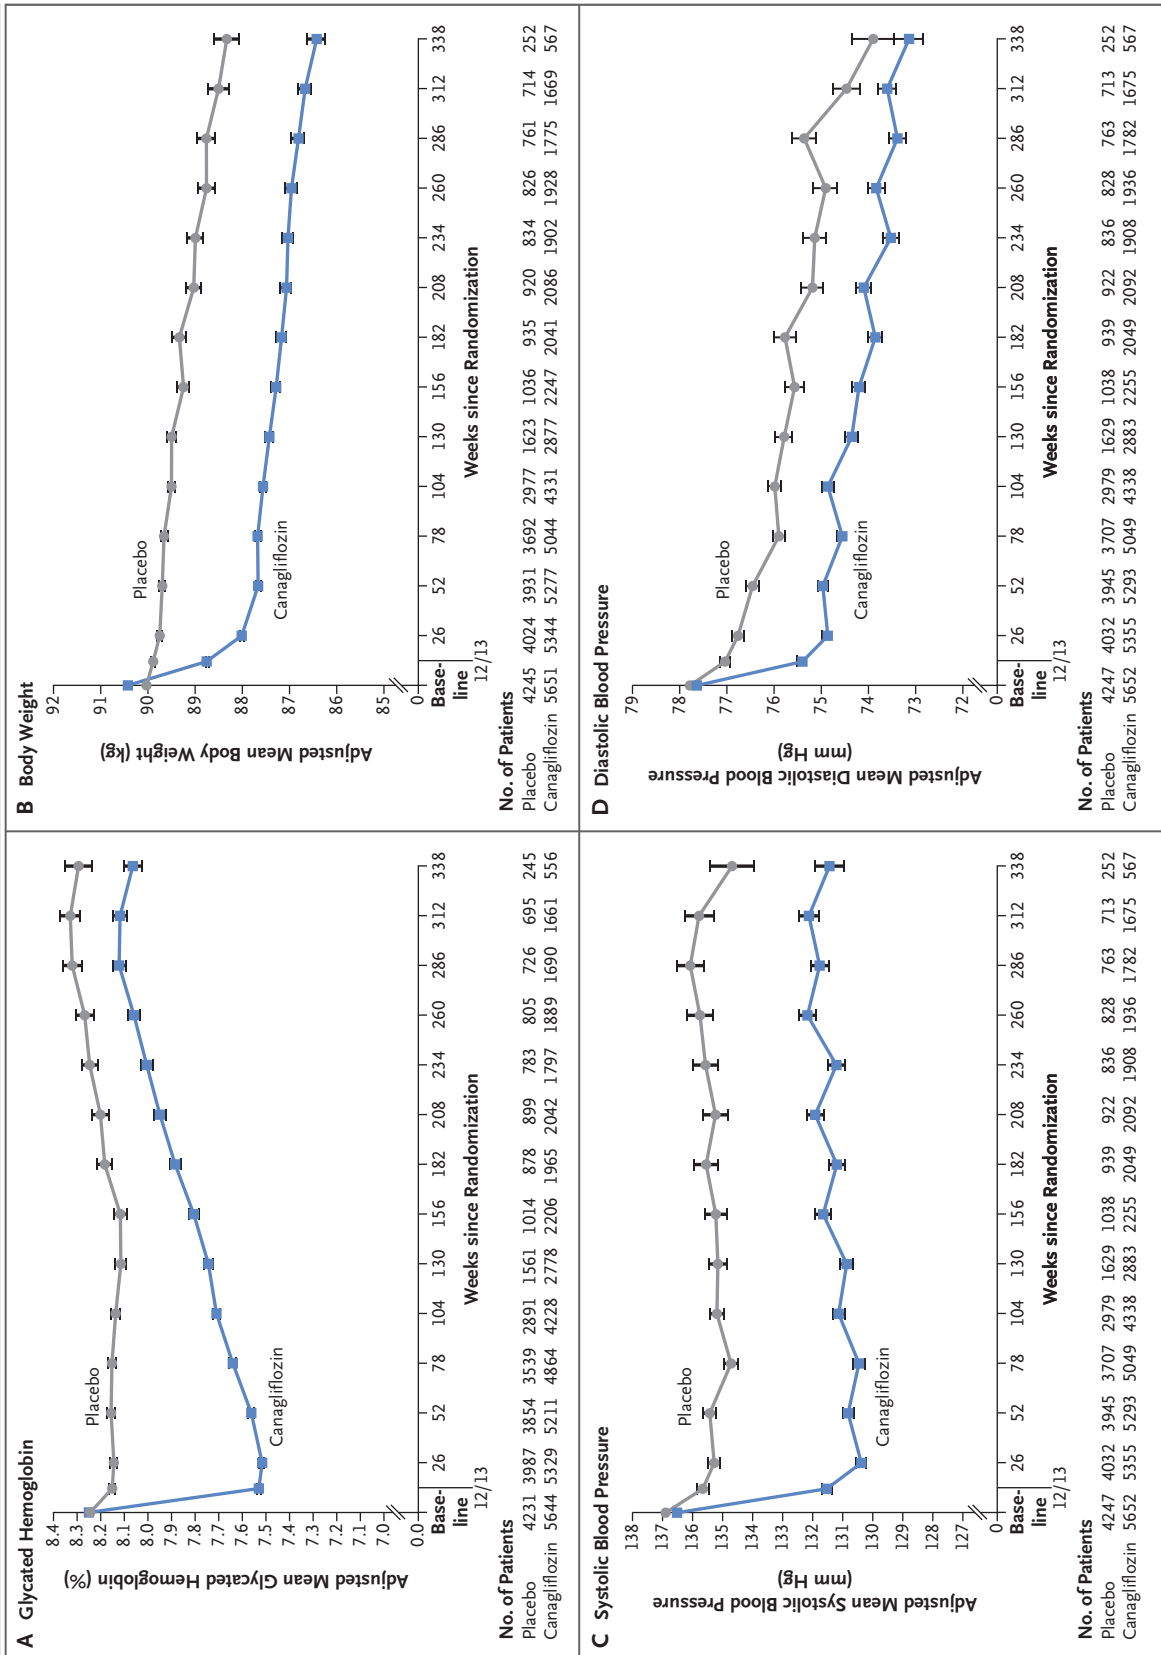 A Glycated Hemoglobin
Adjusted Mean Glycated Hemoglobin (%)
8.4
8.3
8.2
8.1
8.0
7.9
7.8
7.7
7.6
7.5
7.4
7.3
7.2
7.1
7.0
0.0
Placebo
Canagliflozin
Base- 26 52 78 104 130 156 182 208 234 260 286 312 338
line
12/13
Weeks since Randomization
No. of Patients
Placebo 4231 3987 3854 3539 2891 1561 1014 878 899 783 805 726 695 245
Canagliflozin 5644 5329 5211 4864 4228 2778 2206 1965 2042 1797 1889 1690 1661 556
B Body Weight
Adjusted Mean Body Weight (kg)
92
91
90
89
88
87
86
85
0
Placebo
Canagliflozin
Base- 26 52 78 104 130 156 182 208 234 260 286 312 338
line
12/13
Weeks since Randomization
No. of Patients
Placebo 4245 4024 3931 3692 2977 1623 1036 935 920 834 826 761 714 252
Canagliflozin 5651 5344 5277 5044 4331 2877 2247 2041 2086 1902 1928 1775 1669 567
C Systolic Blood Pressure
Adjusted Mean Systolic Blood Pressure
(mm Hg)
138
137
136
135
134
133
132
131
130
129
128
127
0
Placebo
Canagliflozin
Base- 26 52 78 104 130 156 182 208 234 260 286 312 338
line
12/13
Weeks since Randomization
No. of Patients
Placebo 4247 4032 3945 3707 2979 1629 1038 939 922 836 828 763 713 252
Canagliflozin 5652 5355 5293 5049 4338 2883 2255 2049 2092 1908 1936 1782 1675 567
D Diastolic Blood Pressure
Adjusted Mean Diastolic Blood Pressure
(mm Hg)
79
78
77
76
75
74
73
72
0
Placebo
Canagliflozin
Base- 26 52 78 104 130 156 182 208 234 260 286 312 338
line
12/13
Weeks since Randomization
No. of Patients
Placebo 4247 4032 3945 3707 2979 1629 1038 939 922 836 828 763 713 252
Canagliflozin 5652 5355 5293 5049 4338 2883 2255 2049 2092 1908 1936 1782 1675 567